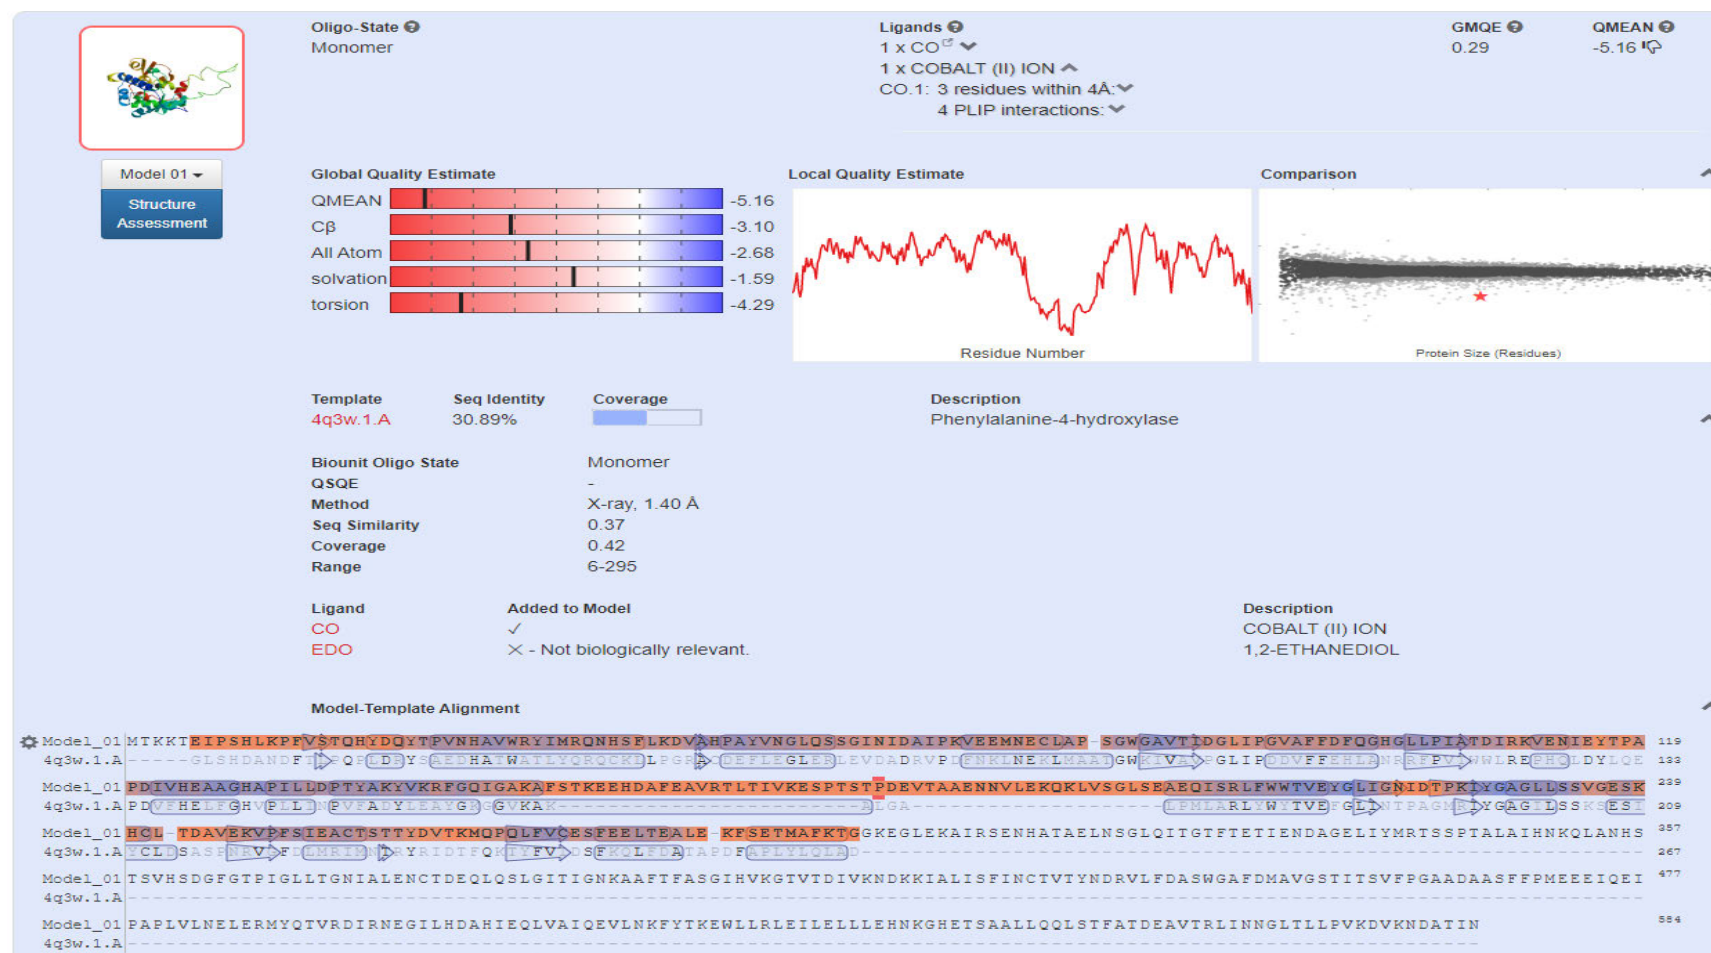 Oligo-State
Monomer
Ligands
1 x CO
1 x COBALT (II) ION
CO.1: 3 residues within 4Å:
4 PLIP interactions:
GMQE
0.29
QMEAN
-5.16
Model 01
Structure
Assessment
Global Quality Estimate
QMEAN -5.16
Cβ -3.10
All Atom -2.68
solvation -1.59
torsion -4.29
Local Quality Estimate
Residue Number
Comparison
Protein Size (Residues)
Template Seq Identity Coverage Description
4q3w.1.A 30.89% Phenylalanine-4-hydroxylase
Biounit Oligo State Monomer
QSQE -
Method X-ray, 1.40 Å
Seq Similarity 0.37
Coverage 0.42
Range 6-295
Ligand Added to Model Description
CO ✓ COBALT (II) ION
EDO ✕ - Not biologically relevant. 1,2-ETHANEDIOL
Model-Template Alignment
Model_01 MTKKTEIPSHLKPFVSTQHYDQYTPVNHAVWRYIMRQNHSFLKDVAHPAYVNGLQSSGINIDAIPKVEEMNECLAP-SGWGAVTIDGLIPGVAFFDFQGHGLLPIATDIRKVENIEYTPA 119
4q3w.1.A 133
Model_01 PDIVHEAAGHAPILLDPTYAKYVKRFGQIGAKAFSTKEEHDAFEAVRTLTIVKESPTSTPDEVTAAENNVLEKQKLVSGLSEAEQISRLFWWTVEYGLIGNIDTPKIYGAGLLSSVGESK 239
4q3w.1.A 209
Model_01 HCL-TDAVEKVPFSIEACTSTTYDVTKMQPQLFVCESFEELTEALE-KFSETMAFKTGGKEGLEKAIRSENHATAELNSGLQITGTFTETIENDAGELIYMRTSSPTALAIHNKQLANHS 357
4q3w.1.A 267
Model_01 TSVHSDGFGTPIGLLTGNIALENCTDEQLQSLGITIGNKAAFTFASGIHVKGTVTDIVKNDKKIALISFINCTVTYNDRVLFDASWGAFDMAVGSTITSVFPGAADAASFFPMEEEIQEI 477
4q3w.1.A
Model_01 PAPLVLNELERMYQTVRDIRNEGILHDAHIEQLVAIQEVLNKFYTKEWLLRLEILELLLEHNKGHETSAALLQQLSTFATDEAVTRLINNGLTLLPVKDVKNDATIN 584
4q3w.1.A